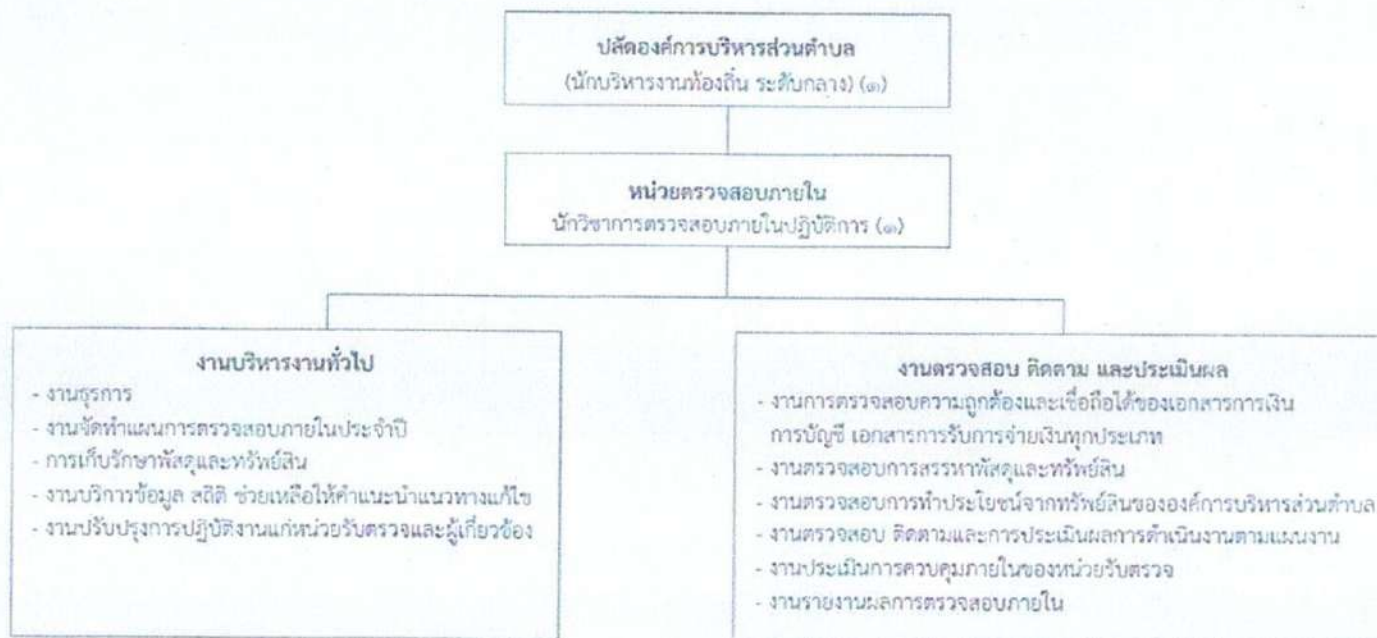 ปลัดองค์การบริหารส่วนตำบล
(นักบริหารงานท้องถิ่น ระดับกลาง) (๑)
หน่วยตรวจสอบภายใน
นักวิชาการตรวจสอบภายในปฏิบัติการ (๑)
งานบริหารงานทั่วไป
- งานธุรการ
- งานจัดทำแผนการตรวจสอบภายในประจำปี
- การเก็บรักษาพัสดุและทรัพย์สิน
- งานบริการข้อมูล สถิติ ช่วยเหลือให้คำแนะนำแนวทางแก้ไข
- งานปรับปรุงการปฏิบัติงานแก่หน่วยรับตรวจและผู้เกี่ยวข้อง
งานตรวจสอบ ติดตาม และประเมินผล
- งานการตรวจสอบความถูกต้องและเชื่อถือได้ของเอกสารการเงิน
การบัญชี เอกสารการรับการจ่ายเงินทุกประเภท
- งานตรวจสอบการสรรหาพัสดุและทรัพย์สิน
- งานตรวจสอบการทำประโยชน์จากทรัพย์สินขององค์การบริหารส่วนตำบล
- งานตรวจสอบ ติดตามและการประเมินผลการดำเนินงานตามแผนงาน
- งานประเมินการควบคุมภายในของหน่วยรับตรวจ
- งานรายงานผลการตรวจสอบภายใน